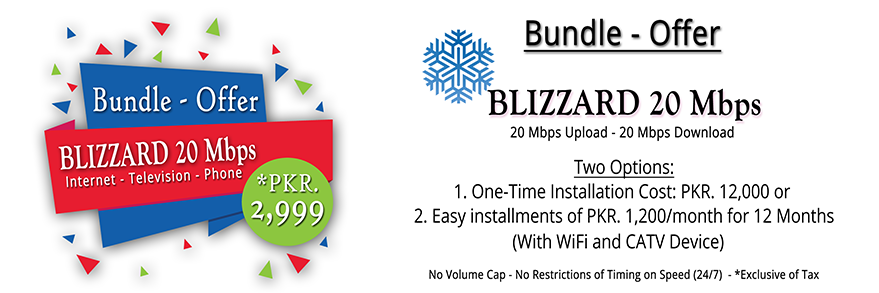 Bundle - Offer
BLIZZARD 20 Mbps
Internet - Television - Phone
*PKR.
2,999
Bundle - Offer
BLIZZARD 20 Mbps
20 Mbps Upload - 20 Mbps Download
Two Options:
1. One-Time Installation Cost: PKR. 12,000 or
2. Easy installments of PKR. 1,200/month for 12 Months
(With WiFi and CATV Device)
No Volume Cap - No Restrictions of Timing on Speed (24/7) - *Exclusive of Tax